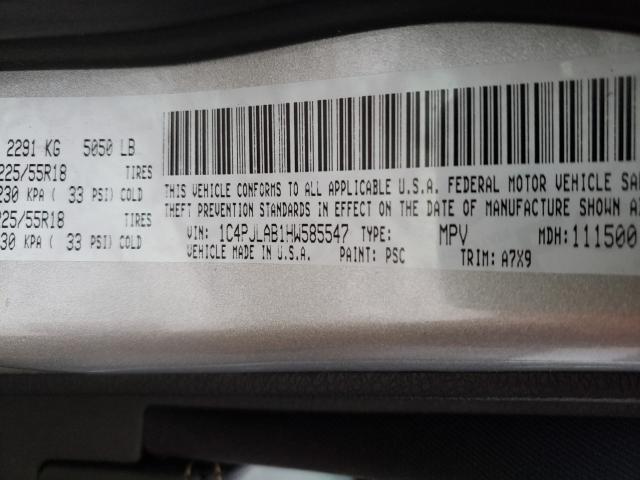 2291 KG 5050 LB
225/55R18 TIRES
230 KPA ( 33 PSI) COLD
225/55R18 TIRES
30 KPA ( 33 PSI) COLD
THIS VEHICLE CONFORMS TO ALL APPLICABLE U.S.A. FEDERAL MOTOR VEHICLE SA
THEFT PREVENTION STANDARDS IN EFFECT ON THE DATE OF MANUFACTURE SHOWN A
VIN: 1C4PJLAB1HW585547 TYPE: MPV MDH: 111500
VEHICLE MADE IN U.S.A. PAINT: PSC TRIM: A7X9